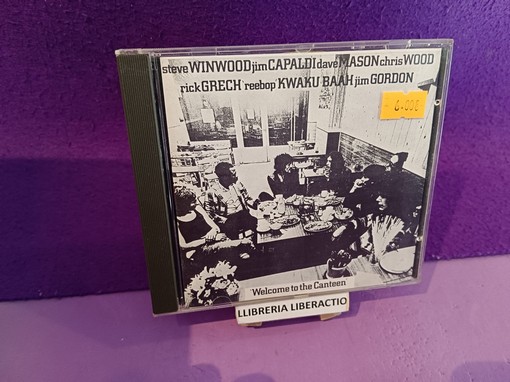 steve WINWOOD jim CAPALDI dave MASON chris WOOD
rick GRECH "reebop" KWAKU BAAH jim GORDON
"Welcome to the Canteen"
LLIBRERIA LIBERACTIO